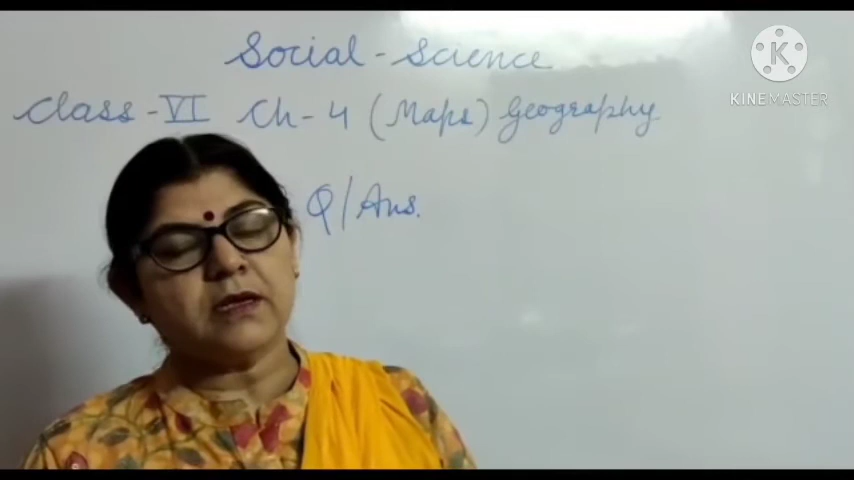 Social-Science
Class-VI Ch-4 (Maps) Geography
Q/Ans.
KINEMASTER